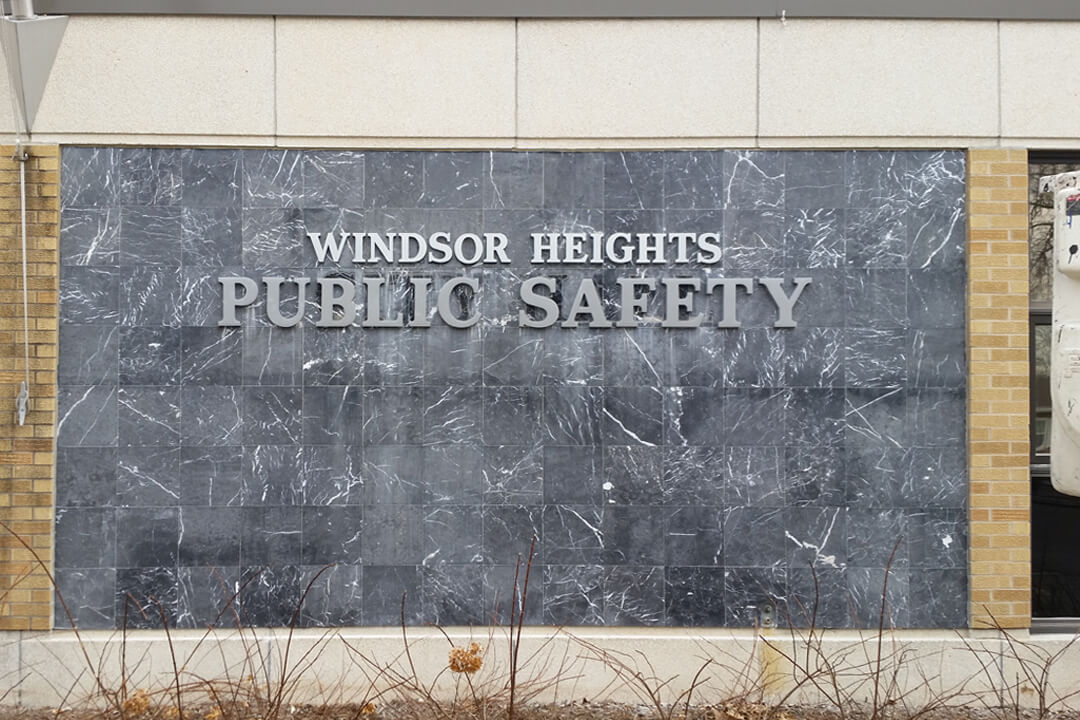 WINDSOR HEIGHTS
PUBLIC SAFETY